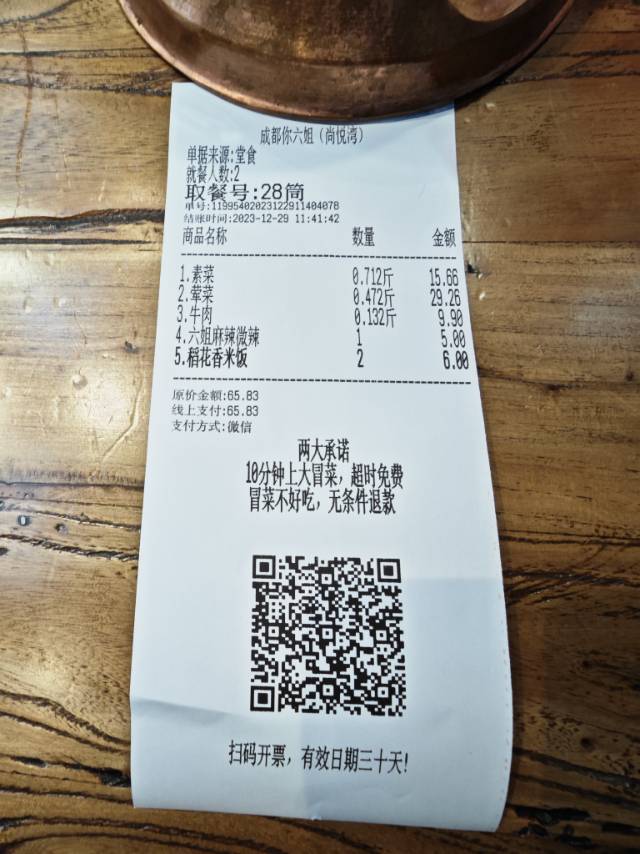 成都你六姐（尚悦湾）
单据来源:堂食
就餐人数:2
取餐号:28筒
单号:11995402023122911404078
结账时间:2023-12-29 11:41:42
商品名称 数量 金额
1.素菜 0.712斤 15.66
2.荤菜 0.472斤 29.26
3.牛肉 0.132斤 9.90
4.六姐麻辣微辣 1 5.00
5.稻花香米饭 2 6.00
原价金额:65.83
线上支付:65.83
支付方式:微信
两大承诺
10分钟上大冒菜，超时免费
冒菜不好吃，无条件退款
扫码开票，有效日期三十天!